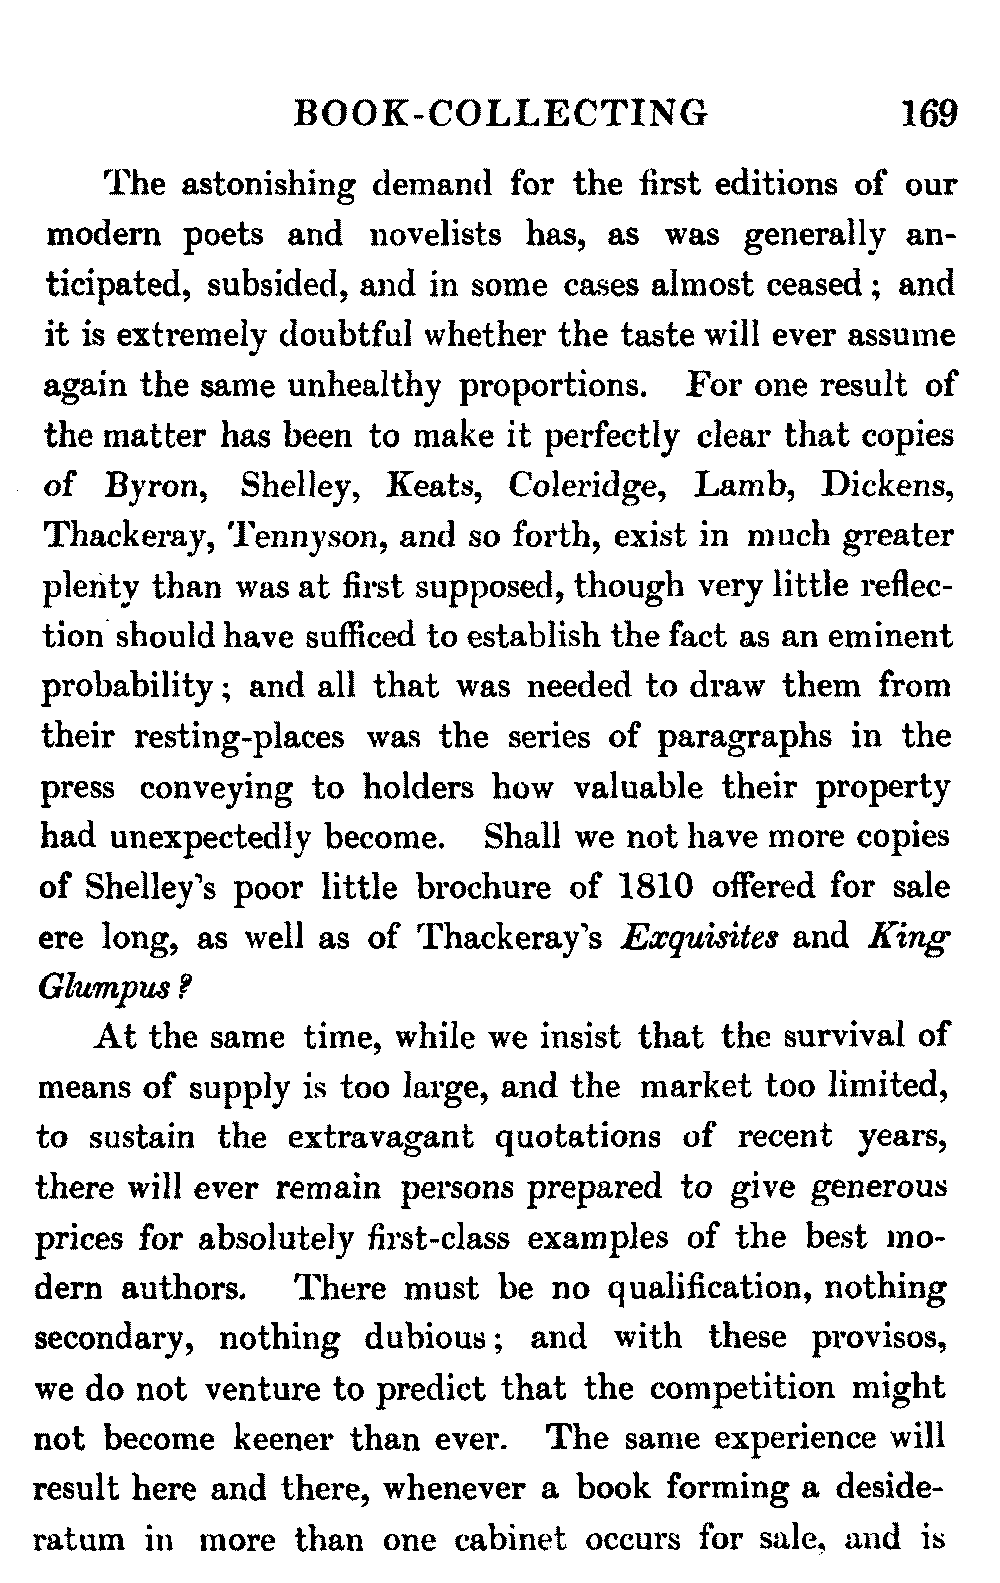 BOOK-COLLECTING 169
The astonishing demand for the first editions of our
modern poets and novelists has, as was generally an-
ticipated, subsided, and in some cases almost ceased ; and
it is extremely doubtful whether the taste will ever assume
again the same unhealthy proportions. For one result of
the matter has been to make it perfectly clear that copies
of Byron, Shelley, Keats, Coleridge, Lamb, Dickens,
Thackeray, Tennyson, and so forth, exist in much greater
plenty than was at first supposed, though very little reflec-
tion should have sufficed to establish the fact as an eminent
probability ; and all that was needed to draw them from
their resting-places was the series of paragraphs in the
press conveying to holders how valuable their property
had unexpectedly become. Shall we not have more copies
of Shelley's poor little brochure of 1810 offered for sale
ere long, as well as of Thackeray's Exquisites and King
Glumpus ?
At the same time, while we insist that the survival of
means of supply is too large, and the market too limited,
to sustain the extravagant quotations of recent years,
there will ever remain persons prepared to give generous
prices for absolutely first-class examples of the best mo-
dern authors. There must be no qualification, nothing
secondary, nothing dubious ; and with these provisos,
we do not venture to predict that the competition might
not become keener than ever. The same experience will
result here and there, whenever a book forming a deside-
ratum in more than one cabinet occurs for sale, and is